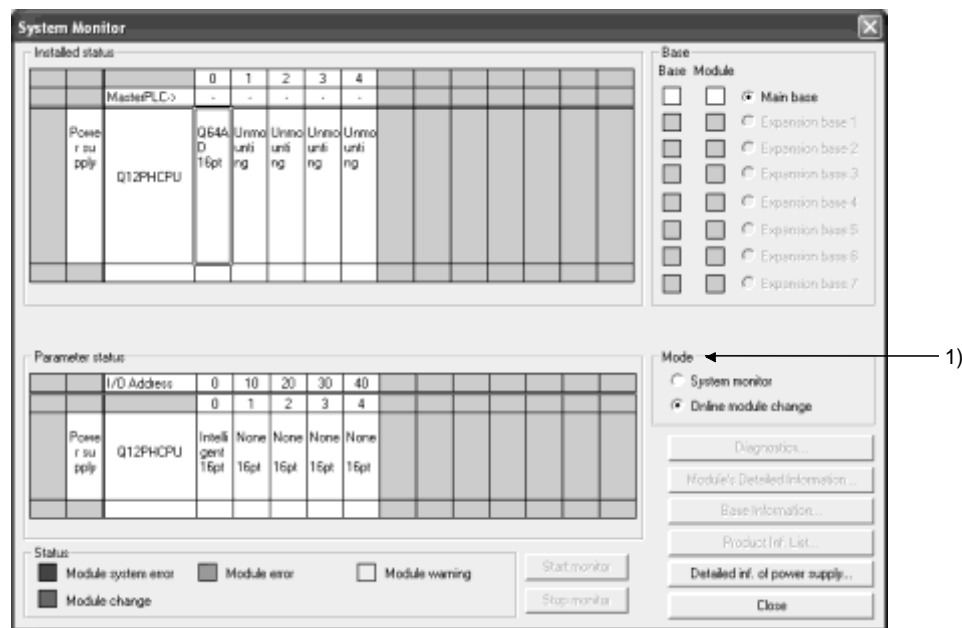 System Monitor
Installed status
0 1 2 3 4
MasterPLC-> - - - - -
Powe
r su
pply
Q12PHCPU
Q64A
D
16pt
Unmo
unti
ng
Unmo
unti
ng
Unmo
unti
ng
Unmo
unti
ng
Base
Base Module
Main base
Expansion base 1
Expansion base 2
Expansion base 3
Expansion base 4
Expansion base 5
Expansion base 6
Expansion base 7
Parameter status
I/O Address 0 10 20 30 40
0 1 2 3 4
Powe
r su
pply
Q12PHCPU
Intelli
gent
16pt
None
16pt
None
16pt
None
16pt
None
16pt
Mode
1)
System monitor
Online module change
Diagnostics...
Module's Detailed Information...
Base Information...
Product Inf. List...
Detailed inf. of power supply...
Close
Status
Module system error
Module error
Module warning
Module change
Start monitor
Stop monitor